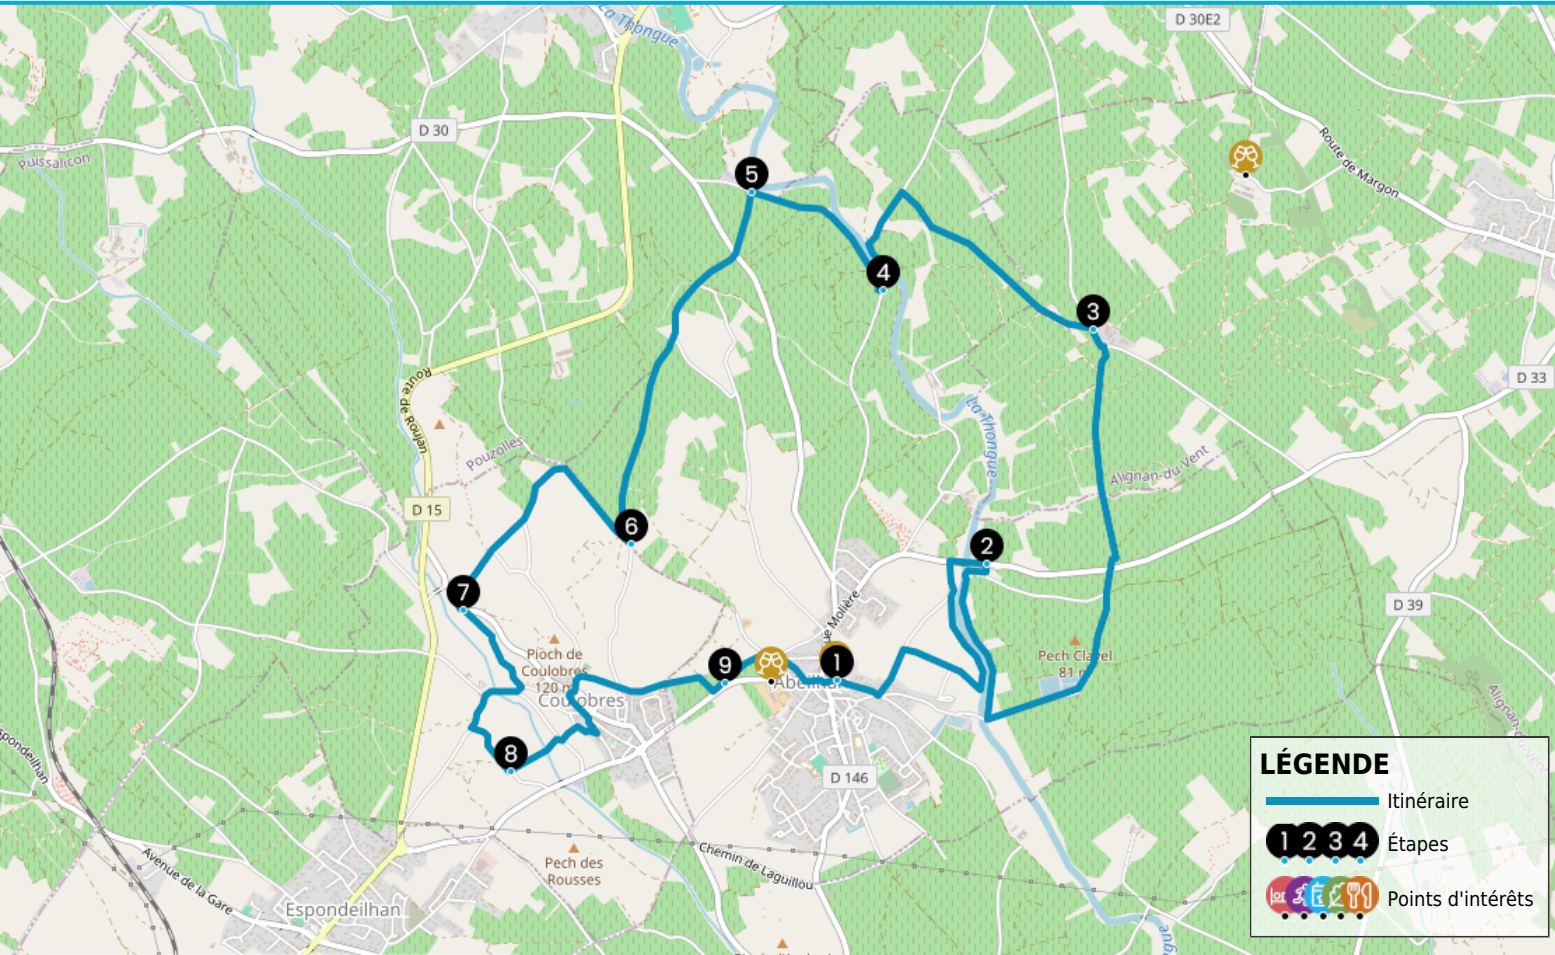 La Thongue
D 30E2
D 30
Puissalicon
Route de Margon
5
4
3
D 33
Route de Roujan
La Thongue
Pouzolles
Alignan-du-Vent
D 15
6
2
7
D 39
Molière
Pioch de
Coulobres
120 m
9
1
Pech Clavel
81 m
Abeilhan
Coulobres
8
D 146
Espondeilhan
Pech des
Rousses
Chemin de Laguillou
Avenue de la Gare
LÉGENDE
Itinéraire
1 2 3 4
Étapes
Points d'intérêts